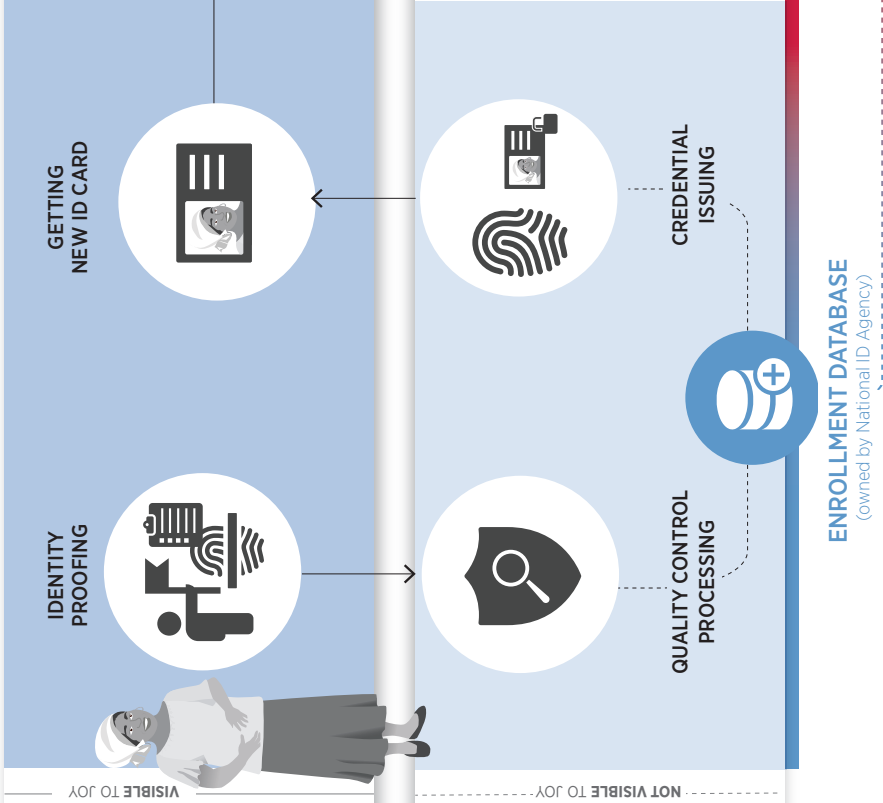 IDENTITY
PROOFING
GETTING
NEW ID CARD
QUALITY CONTROL
PROCESSING
CREDENTIAL
ISSUING
ENROLLMENT DATABASE
(owned by National ID Agency)
VISIBLE TO JOY
NOT VISIBLE TO JOY